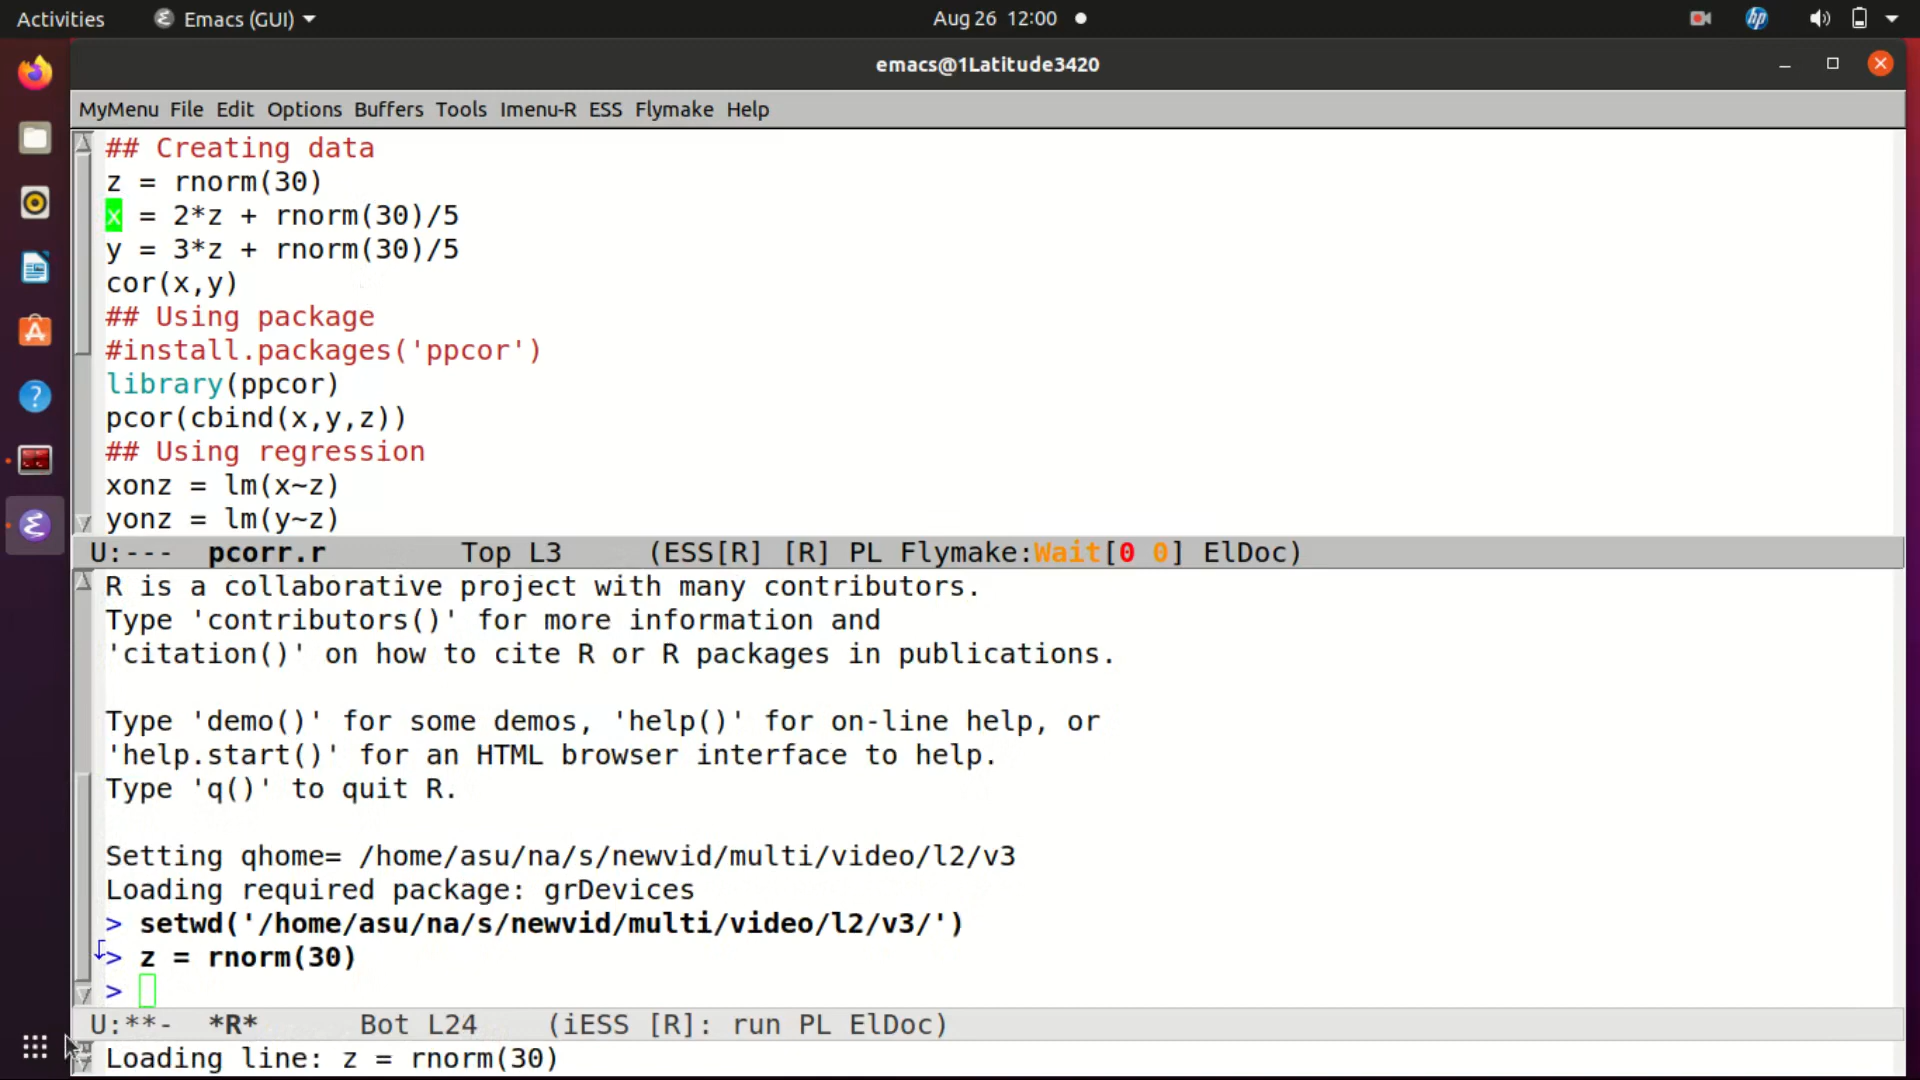 Activities Emacs (GUI) Aug 26 12:00
emacs@1Latitude3420
MyMenu File Edit Options Buffers Tools Imenu-R ESS Flymake Help
## Creating data
z = rnorm(30)
x = 2*z + rnorm(30)/5
y = 3*z + rnorm(30)/5
cor(x,y)
## Using package
#install.packages('ppcor')
library(ppcor)
pcor(cbind(x,y,z))
## Using regression
xonz = lm(x~z)
yonz = lm(y~z)
U:--- pcorr.r Top L3 (ESS[R] [R] PL Flymake:Wait[0 0] ElDoc)
R is a collaborative project with many contributors.
Type 'contributors()' for more information and
'citation()' on how to cite R or R packages in publications.
Type 'demo()' for some demos, 'help()' for on-line help, or
'help.start()' for an HTML browser interface to help.
Type 'q()' to quit R.
Setting qhome= /home/asu/na/s/newvid/multi/video/l2/v3
Loading required package: grDevices
> setwd('/home/asu/na/s/newvid/multi/video/l2/v3/')
> z = rnorm(30)
>
U:**- *R* Bot L24 (iESS [R]: run PL ElDoc)
Loading line: z = rnorm(30)